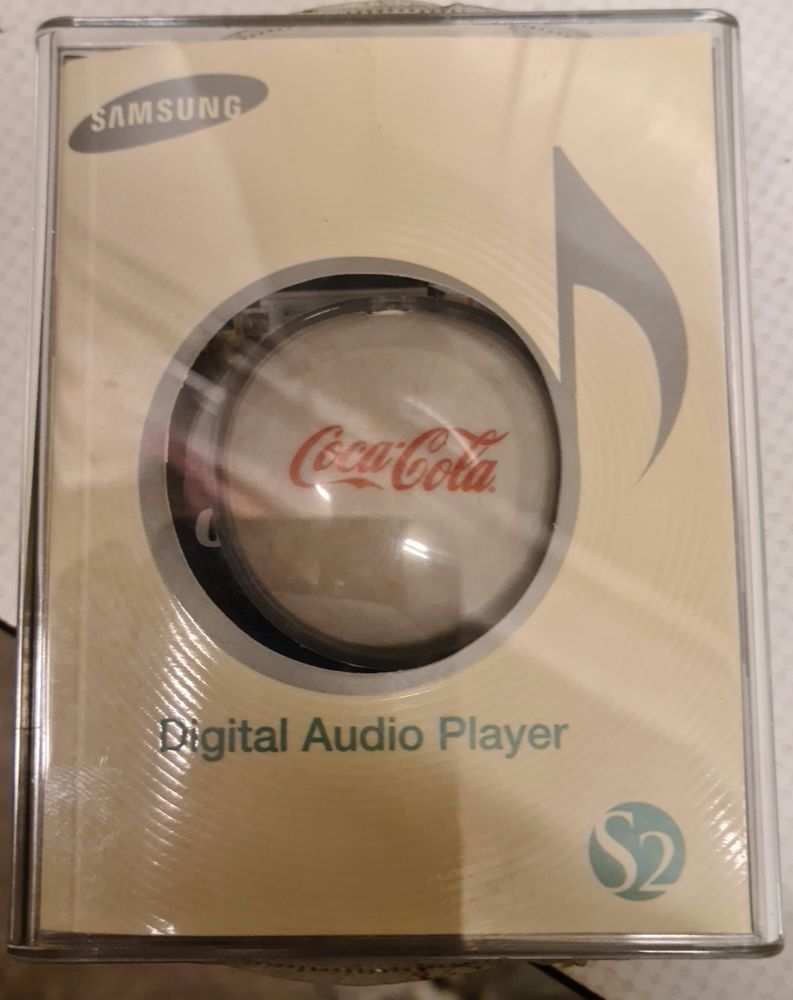 SAMSUNG
Coca-Cola
Digital Audio Player
S2